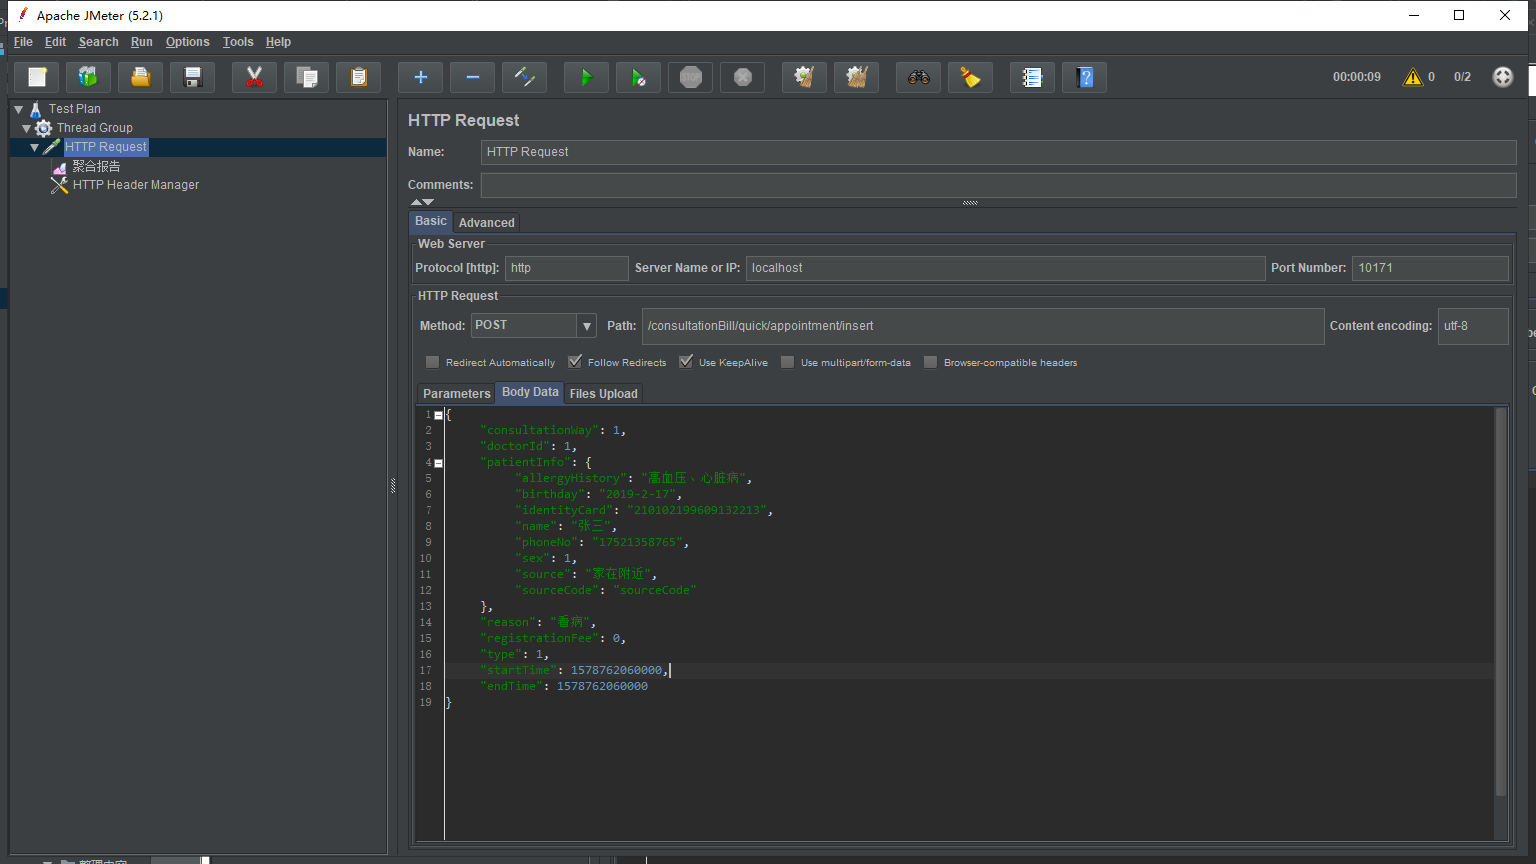 Apache JMeter (5.2.1)
File Edit Search Run Options Tools Help
STOP
00:00:09 0 0/2
Test Plan
Thread Group
HTTP Request
聚合报告
HTTP Header Manager
HTTP Request
Name: HTTP Request
Comments:
Basic Advanced
Web Server
Protocol [http]: http Server Name or IP: localhost Port Number: 10171
HTTP Request
Method: POST Path: /consultationBill/quick/appointment/insert Content encoding: utf-8
Redirect Automatically Follow Redirects Use KeepAlive Use multipart/form-data Browser-compatible headers
Parameters Body Data Files Upload
1 {
2 "consultationWay": 1,
3 "doctorId": 1,
4 "patientInfo": {
5 "allergyHistory": "高血压、心脏病",
6 "birthday": "2019-2-17",
7 "identityCard": "210102199609132213",
8 "name": "张三",
9 "phoneNo": "17521358765",
10 "sex": 1,
11 "source": "家在附近",
12 "sourceCode": "sourceCode"
13 },
14 "reason": "看病",
15 "registrationFee": 0,
16 "type": 1,
17 "startTime": 1578762060000,
18 "endTime": 1578762060000
19 }